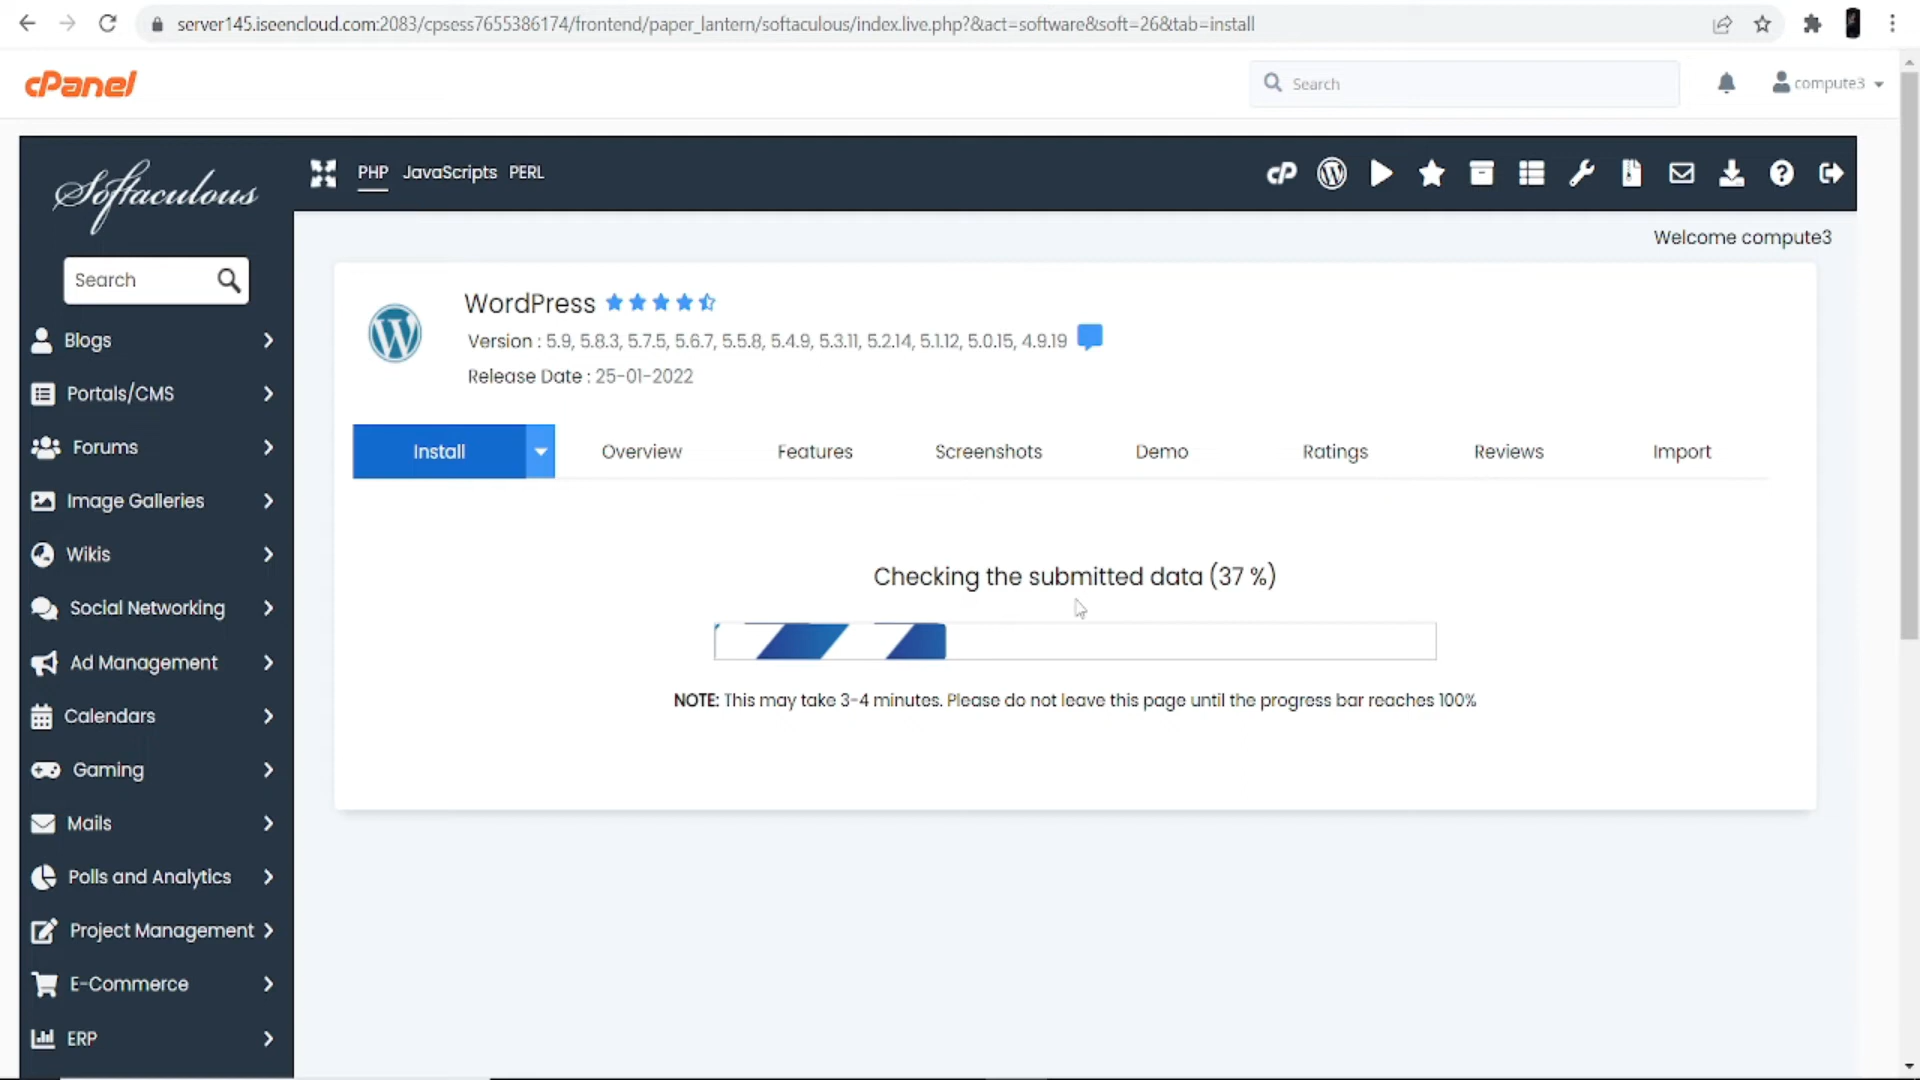 server145.iseencloud.com:2083/cpsess7655386174/frontend/paper_lantern/softaculous/index.live.php?&act=software&soft=26&tab=install
cPanel
Search
compute3
Softaculous
PHP JavaScripts PERL
cP
Welcome compute3
Search
Blogs
Portals/CMS
Forums
Image Galleries
Wikis
Social Networking
Ad Management
Calendars
Gaming
Mails
Polls and Analytics
Project Management
E-Commerce
ERP
WordPress
Version : 5.9, 5.8.3, 5.7.5, 5.6.7, 5.5.8, 5.4.9, 5.3.11, 5.2.14, 5.1.12, 5.0.15, 4.9.19
Release Date : 25-01-2022
Install Overview Features Screenshots Demo Ratings Reviews Import
Checking the submitted data (37 %)
NOTE: This may take 3-4 minutes. Please do not leave this page until the progress bar reaches 100%